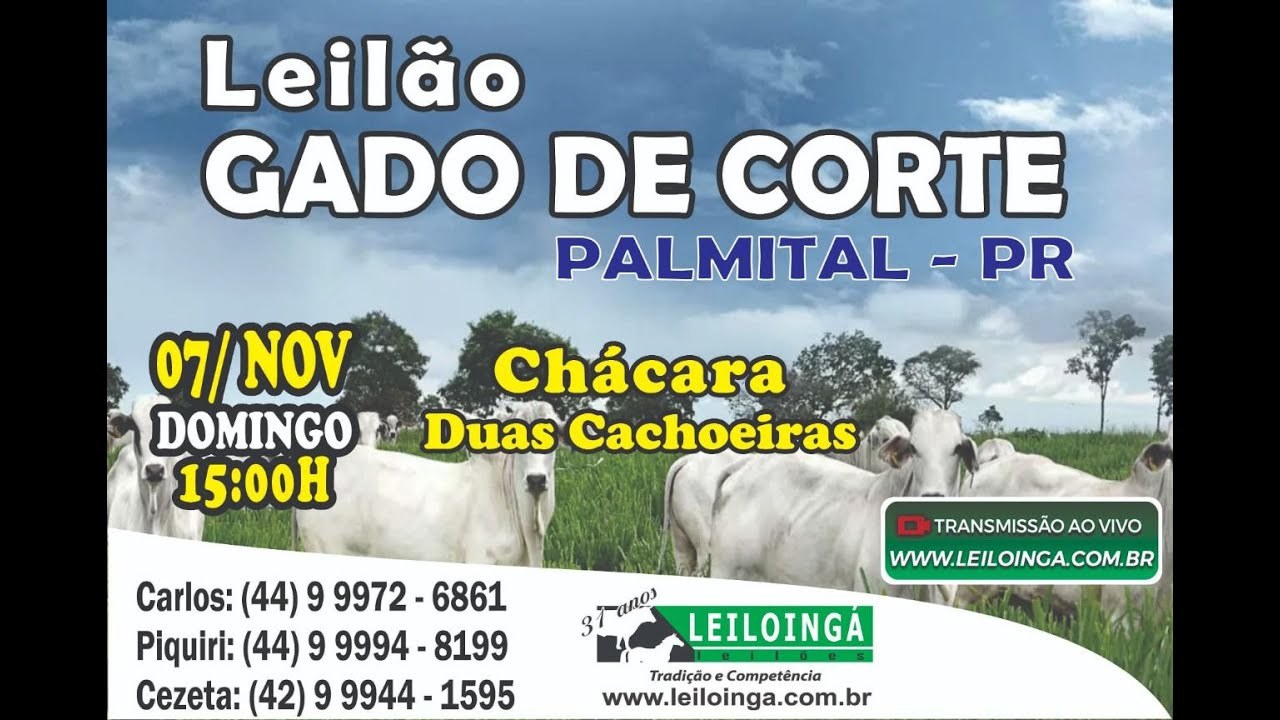 Leilão
GADO DE CORTE
PALMITAL - PR
07/ NOV
DOMINGO
15:00H
Chácara
Duas Cachoeiras
TRANSMISSÃO AO VIVO
WWW.LEILOINGA.COM.BR
Carlos: (44) 9 9972 - 6861
Piquiri: (44) 9 9994 - 8199
Cezeta: (42) 9 9944 - 1595
31 anos
LEILOINGÁ
leilões
Tradição e Competência
www.leiloinga.com.br